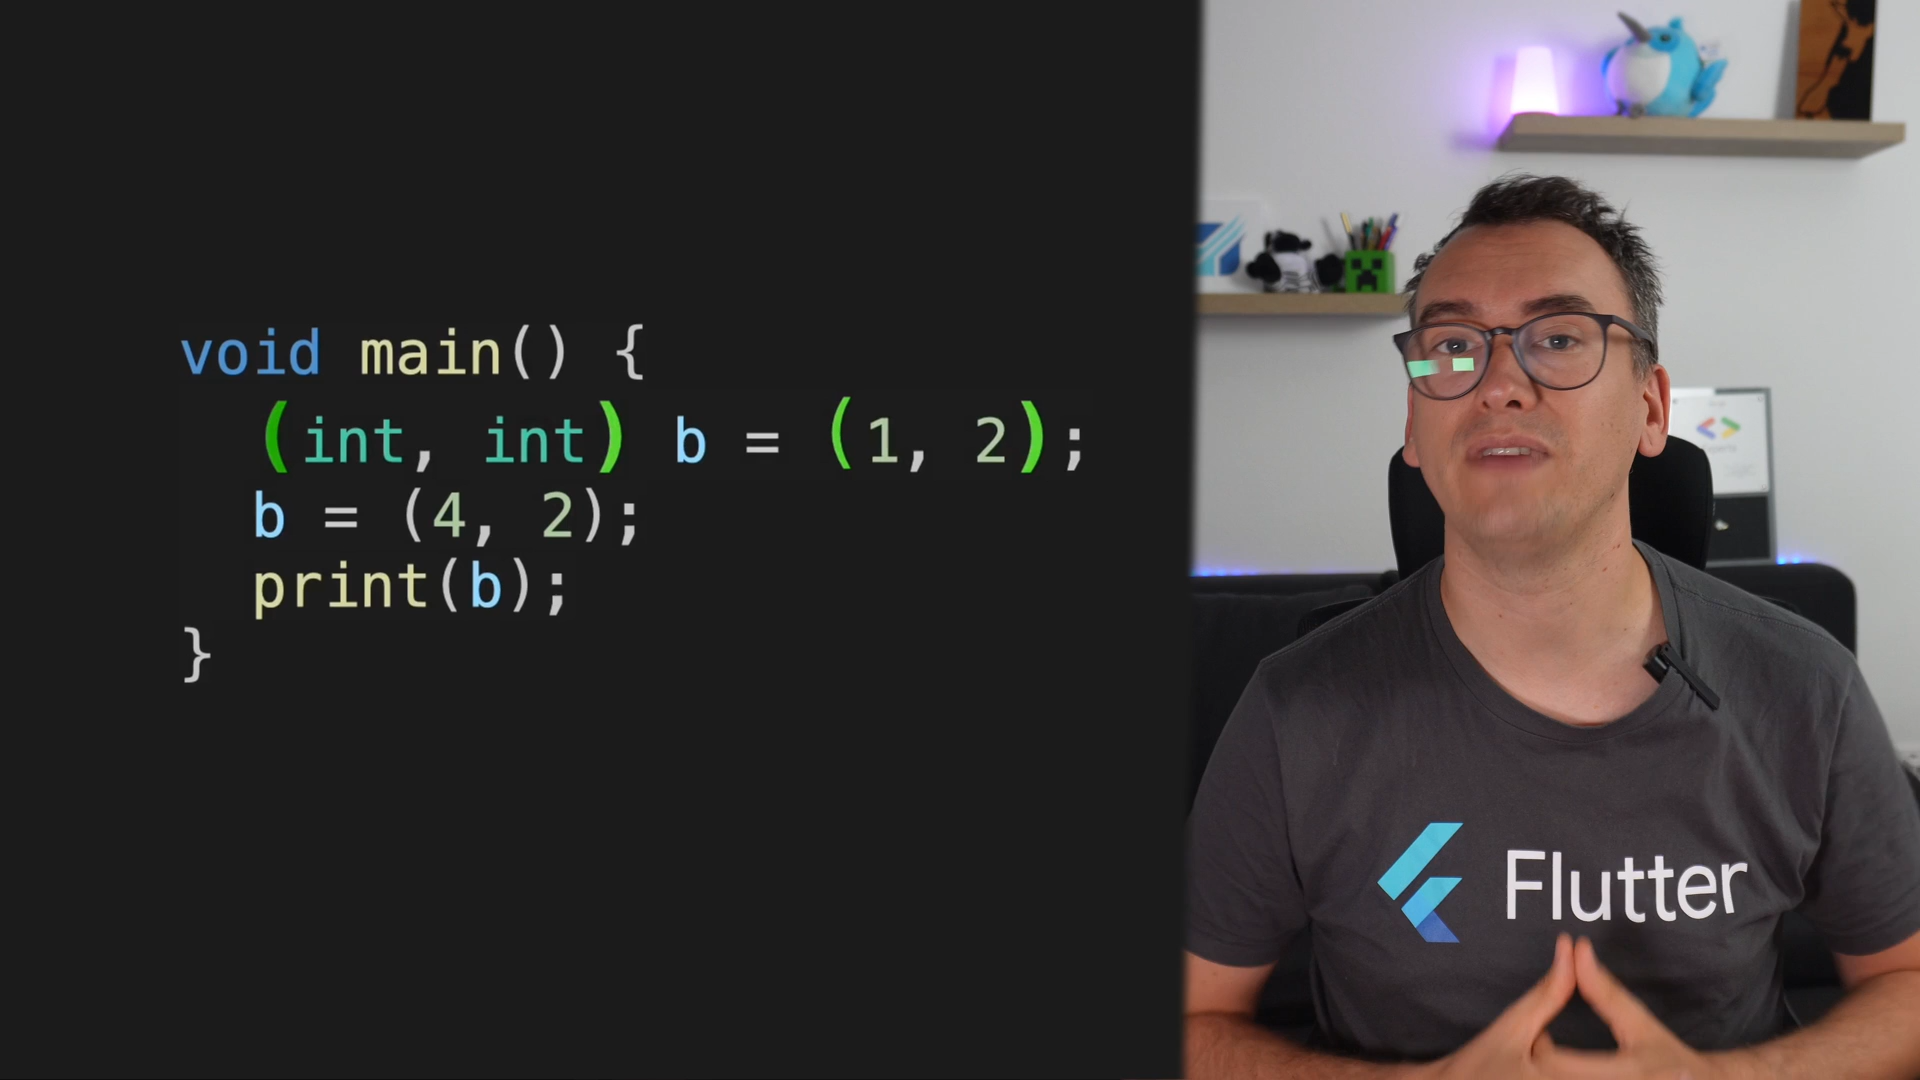 void main() {
(int, int) b = (1, 2);
b = (4, 2);
print(b);
}
Flutter